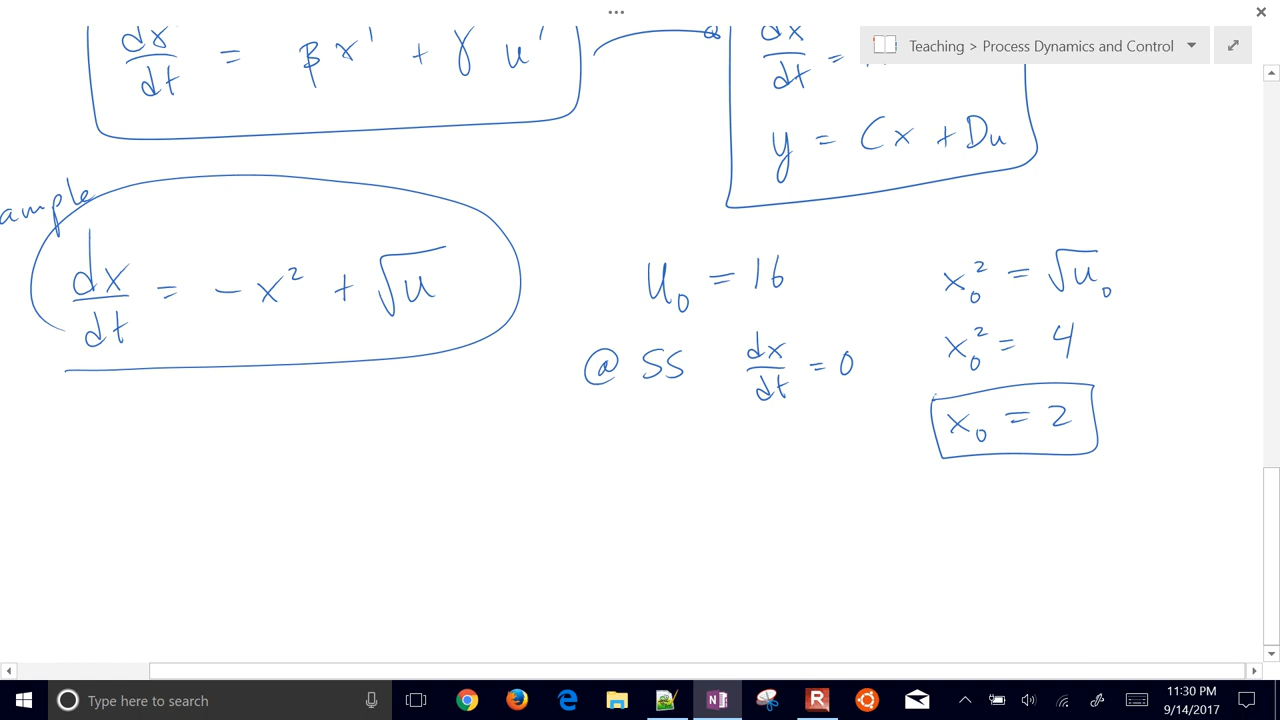 Teaching > Process Dynamics and Control
dx'/dt = βx' + γu'
dx/dt =
y = Cx + Du
ample
dx/dt = -x² + √u
u₀ = 16
@ SS dx/dt = 0
x₀² = √u₀
x₀² = 4
x₀ = 2
Type here to search
11:30 PM
9/14/2017